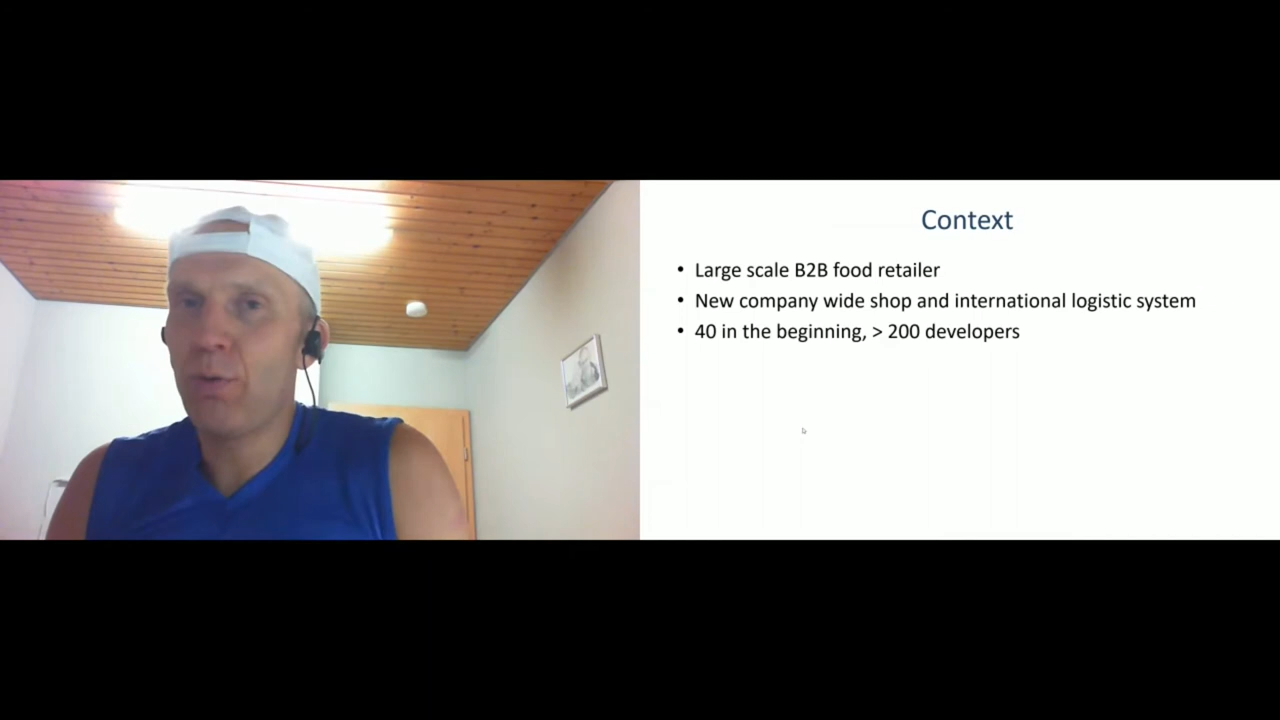 Context
• Large scale B2B food retailer
• New company wide shop and international logistic system
• 40 in the beginning, > 200 developers